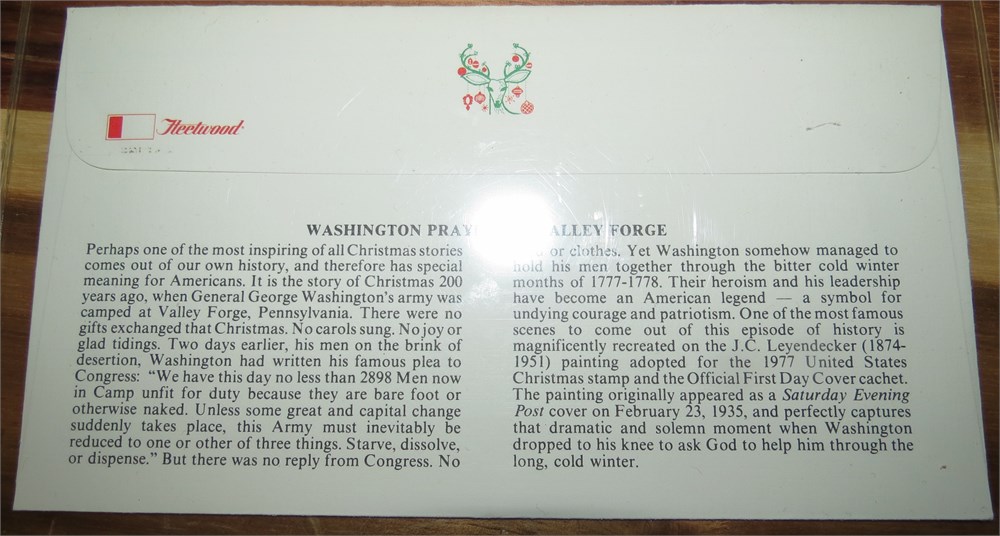 Fleetwood
WASHINGTON PRAY ALLEY FORGE
Perhaps one of the most inspiring of all Christmas stories
comes out of our own history, and therefore has special
meaning for Americans. It is the story of Christmas 200
years ago, when General George Washington's army was
camped at Valley Forge, Pennsylvania. There were no
gifts exchanged that Christmas. No carols sung. No joy or
glad tidings. Two days earlier, his men on the brink of
desertion, Washington had written his famous plea to
Congress: "We have this day no less than 2898 Men now
in Camp unfit for duty because they are bare foot or
otherwise naked. Unless some great and capital change
suddenly takes place, this Army must inevitably be
reduced to one or other of three things. Starve, dissolve,
or dispense." But there was no reply from Congress. No
or clothes. Yet Washington somehow managed to
hold his men together through the bitter cold winter
months of 1777-1778. Their heroism and his leadership
have become an American legend — a symbol for
undying courage and patriotism. One of the most famous
scenes to come out of this episode of history is
magnificently recreated on the J.C. Leyendecker (1874-
1951) painting adopted for the 1977 United States
Christmas stamp and the Official First Day Cover cachet.
The painting originally appeared as a Saturday Evening
Post cover on February 23, 1935, and perfectly captures
that dramatic and solemn moment when Washington
dropped to his knee to ask God to help him through the
long, cold winter.